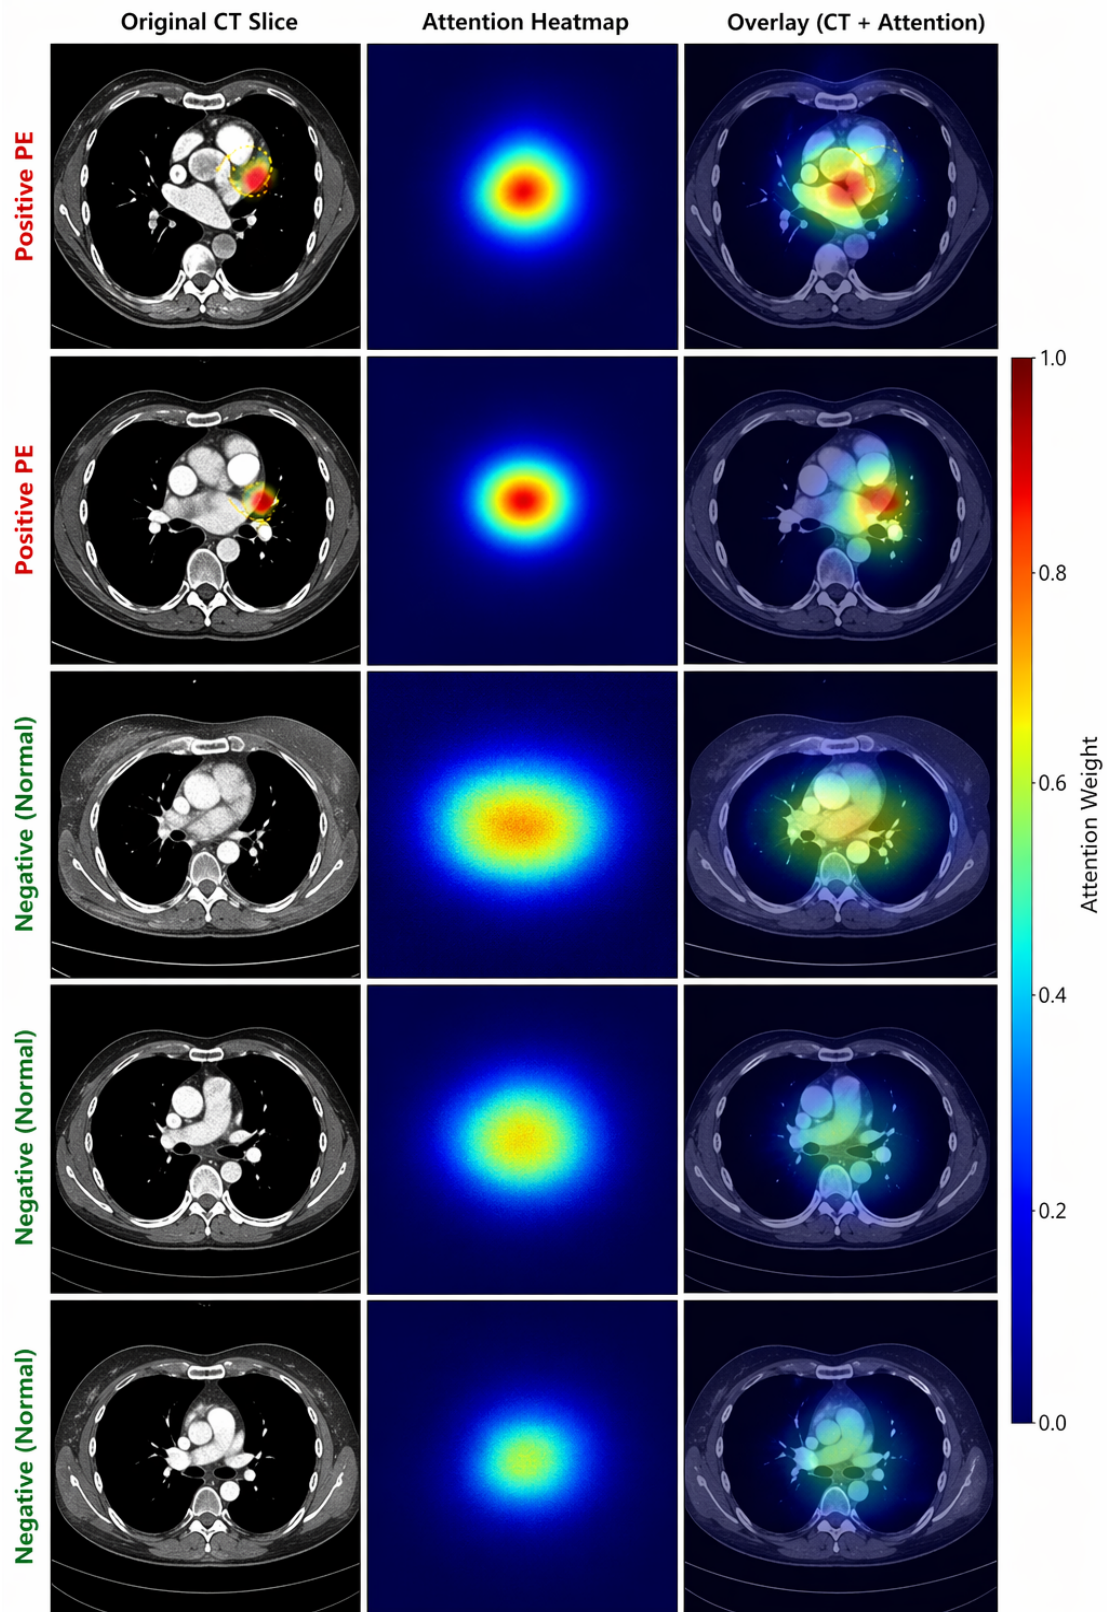 Original CT Slice
Attention Heatmap
Overlay (CT + Attention)
Positive PE
Positive PE
Negative (Normal)
Negative (Normal)
Negative (Normal)
1.0
0.8
0.6
0.4
0.2
0.0
Attention Weight